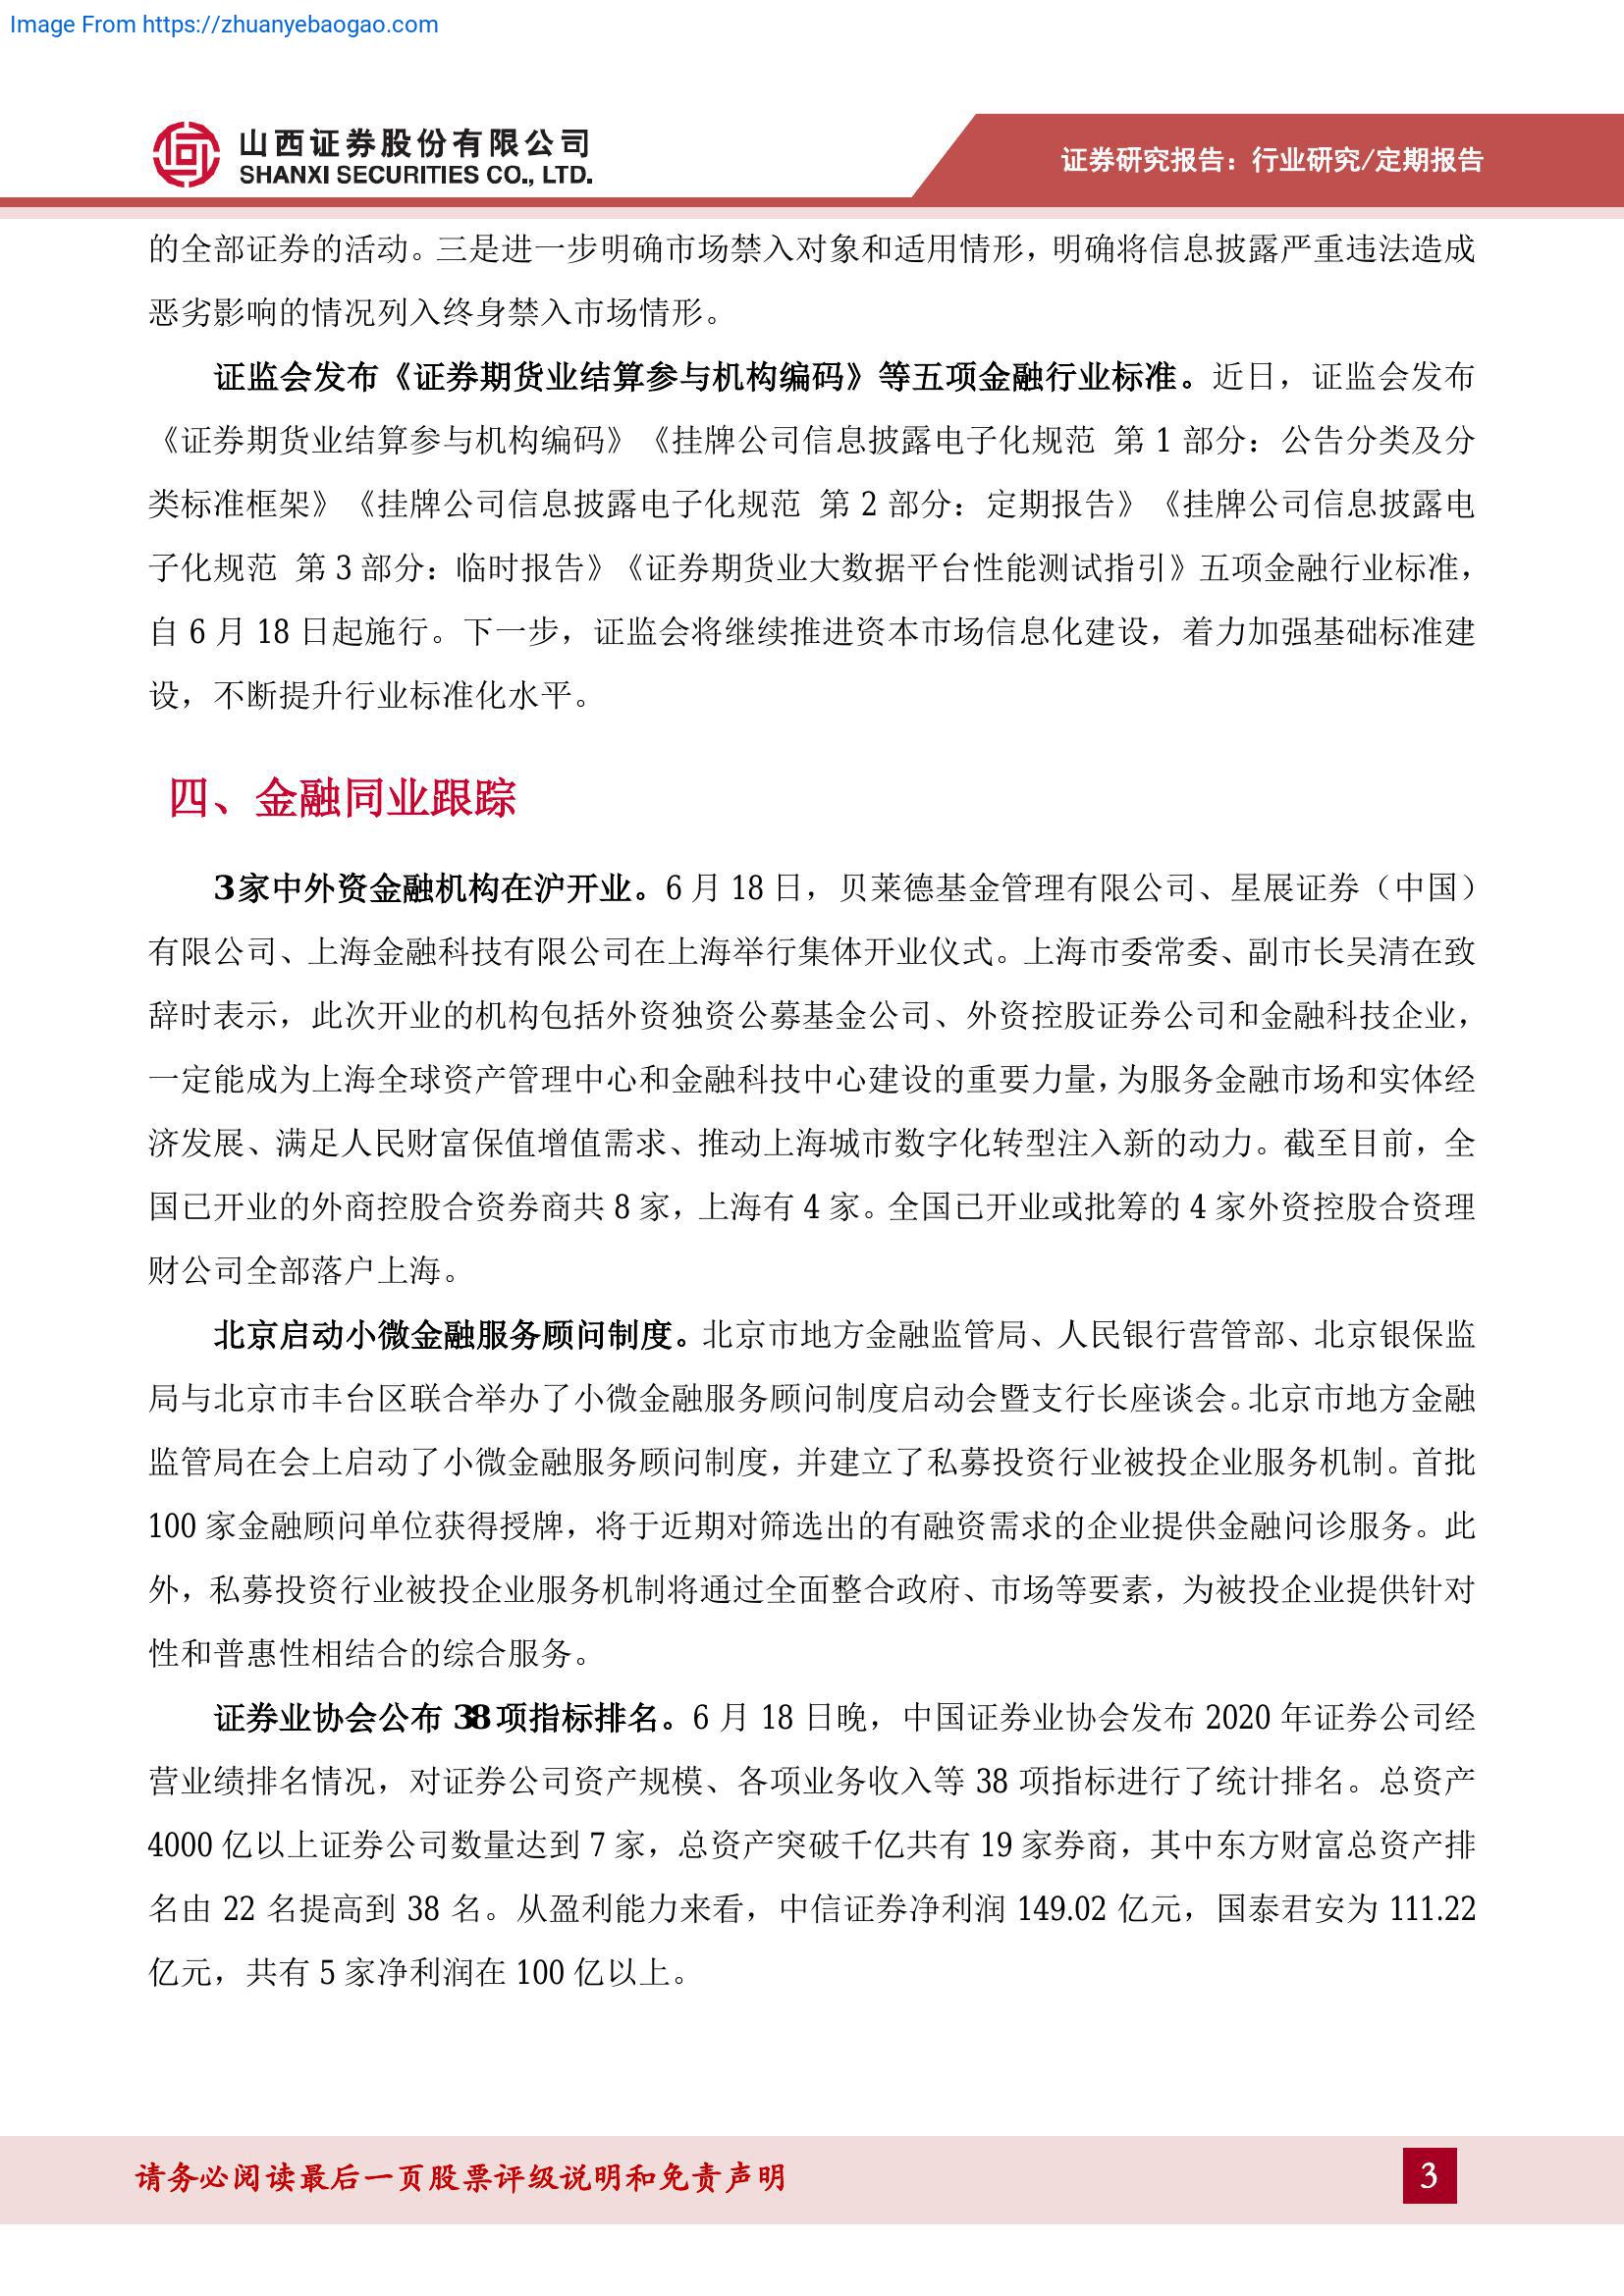 Image From https://zhuanyebaogao.com
山西证券股份有限公司
SHANXI SECURITIES CO., LTD.
证券研究报告：行业研究/定期报告
的全部证券的活动。三是进一步明确市场禁入对象和适用情形，明确将信息披露严重违法造成
恶劣影响的情况列入终身禁入市场情形。
证监会发布《证券期货业结算参与机构编码》等五项金融行业标准。近日，证监会发布
《证券期货业结算参与机构编码》《挂牌公司信息披露电子化规范 第 1 部分：公告分类及分
类标准框架》《挂牌公司信息披露电子化规范 第 2 部分：定期报告》《挂牌公司信息披露电
子化规范 第 3 部分：临时报告》《证券期货业大数据平台性能测试指引》五项金融行业标准，
自 6 月 18 日起施行。下一步，证监会将继续推进资本市场信息化建设，着力加强基础标准建
设，不断提升行业标准化水平。
四、金融同业跟踪
3家中外资金融机构在沪开业。6 月 18 日，贝莱德基金管理有限公司、星展证券（中国）
有限公司、上海金融科技有限公司在上海举行集体开业仪式。上海市委常委、副市长吴清在致
辞时表示，此次开业的机构包括外资独资公募基金公司、外资控股证券公司和金融科技企业，
一定能成为上海全球资产管理中心和金融科技中心建设的重要力量，为服务金融市场和实体经
济发展、满足人民财富保值增值需求、推动上海城市数字化转型注入新的动力。截至目前，全
国已开业的外商控股合资券商共 8 家，上海有 4 家。全国已开业或批筹的 4 家外资控股合资理
财公司全部落户上海。
北京启动小微金融服务顾问制度。北京市地方金融监管局、人民银行营管部、北京银保监
局与北京市丰台区联合举办了小微金融服务顾问制度启动会暨支行长座谈会。北京市地方金融
监管局在会上启动了小微金融服务顾问制度，并建立了私募投资行业被投企业服务机制。首批
100 家金融顾问单位获得授牌，将于近期对筛选出的有融资需求的企业提供金融问诊服务。此
外，私募投资行业被投企业服务机制将通过全面整合政府、市场等要素，为被投企业提供针对
性和普惠性相结合的综合服务。
证券业协会公布 38 项指标排名。6 月 18 日晚，中国证券业协会发布 2020 年证券公司经
营业绩排名情况，对证券公司资产规模、各项业务收入等 38 项指标进行了统计排名。总资产
4000 亿以上证券公司数量达到 7 家，总资产突破千亿共有 19 家券商，其中东方财富总资产排
名由 22 名提高到 38 名。从盈利能力来看，中信证券净利润 149.02 亿元，国泰君安为 111.22
亿元，共有 5 家净利润在 100 亿以上。
请务必阅读最后一页股票评级说明和免责声明
3